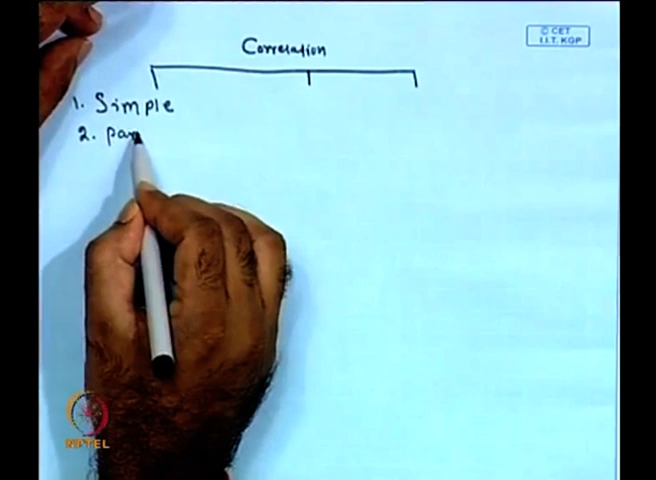 Correlation
© CET
I.I.T. KGP
1. Simple
2. par
NPTEL